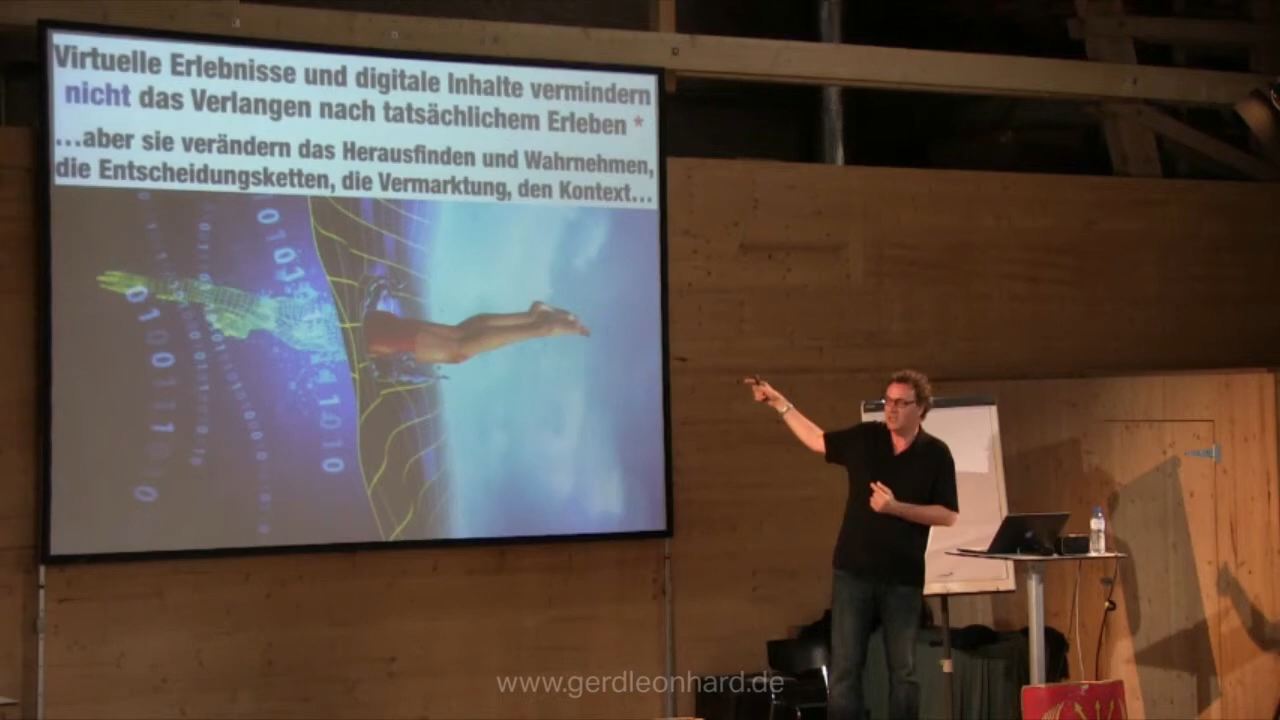 Virtuelle Erlebnisse und digitale Inhalte vermindern
nicht das Verlangen nach tatsächlichem Erleben *
...aber sie verändern das Herausfinden und Wahrnehmen,
die Entscheidungsketten, die Vermarktung, den Kontext...
www.gerdleonhard.de